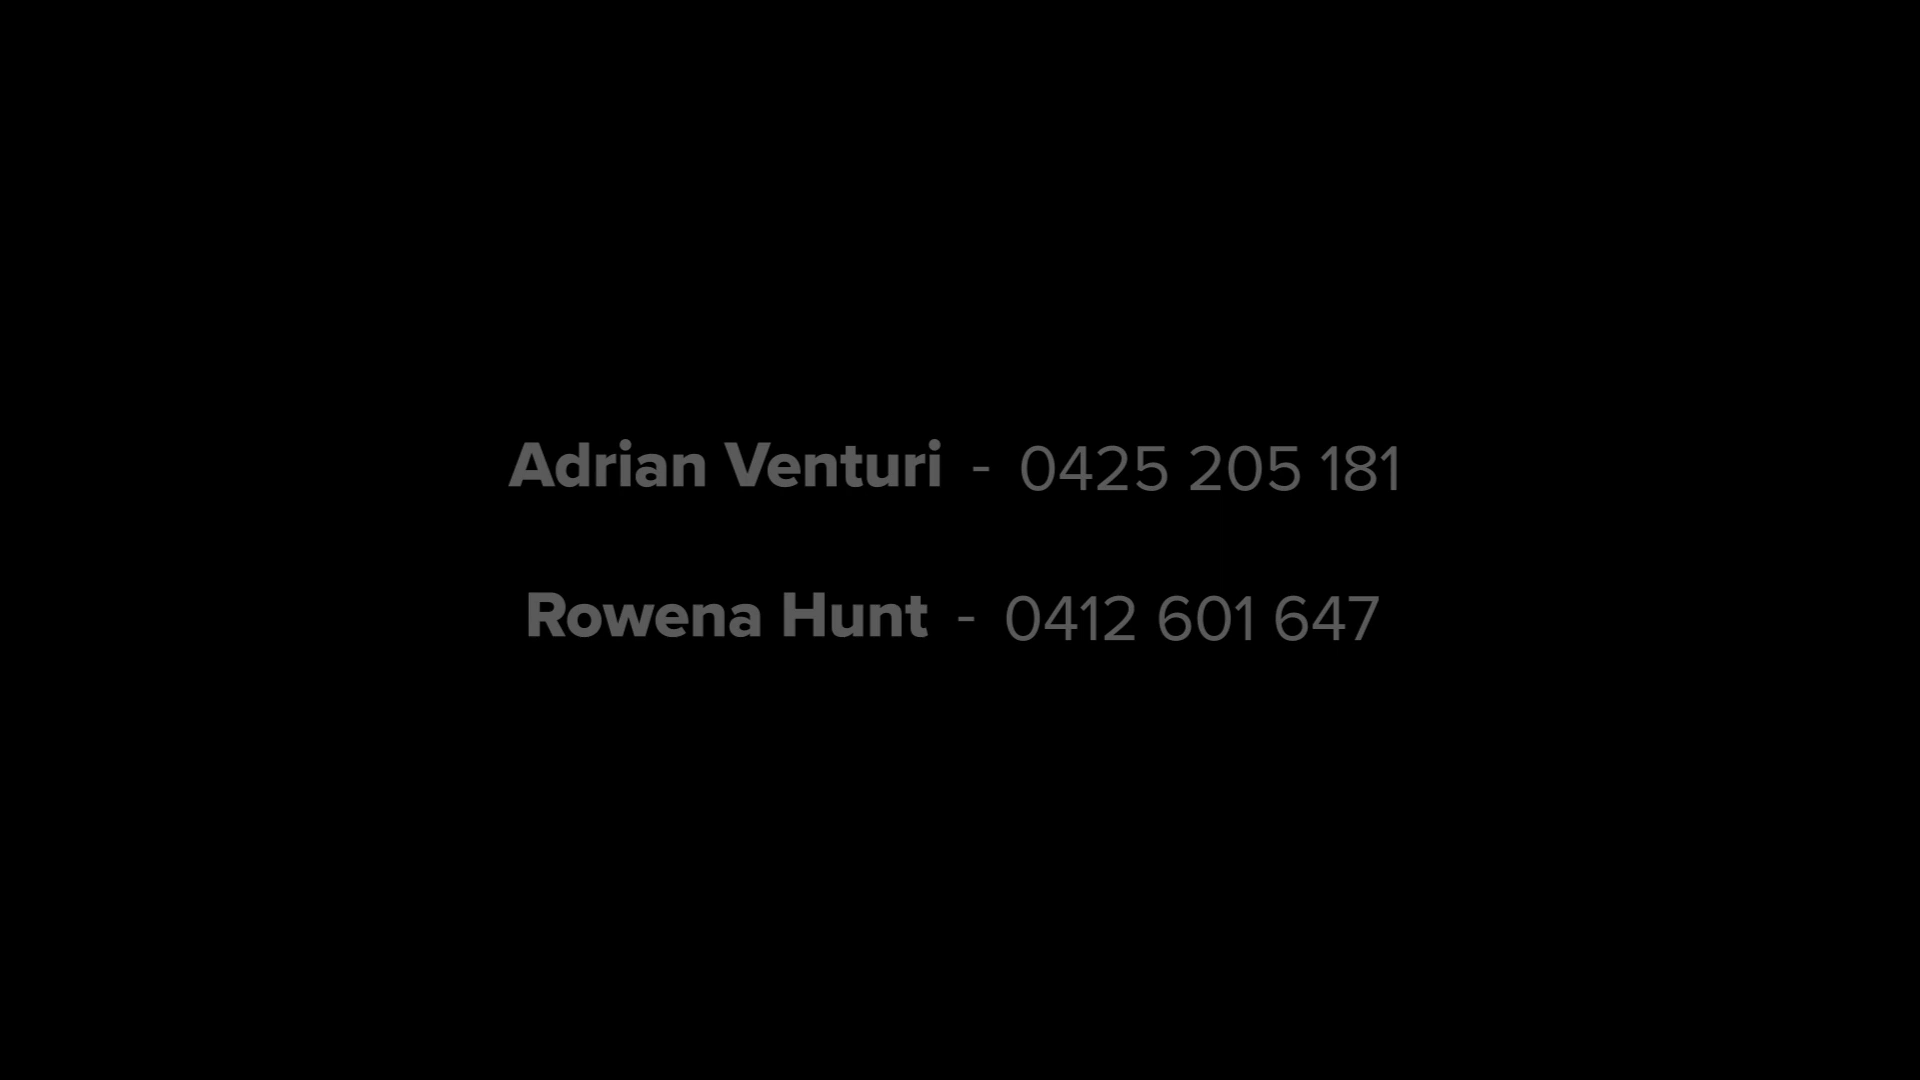 Adrian Venturi - 0425 205 181
Rowena Hunt - 0412 601 647